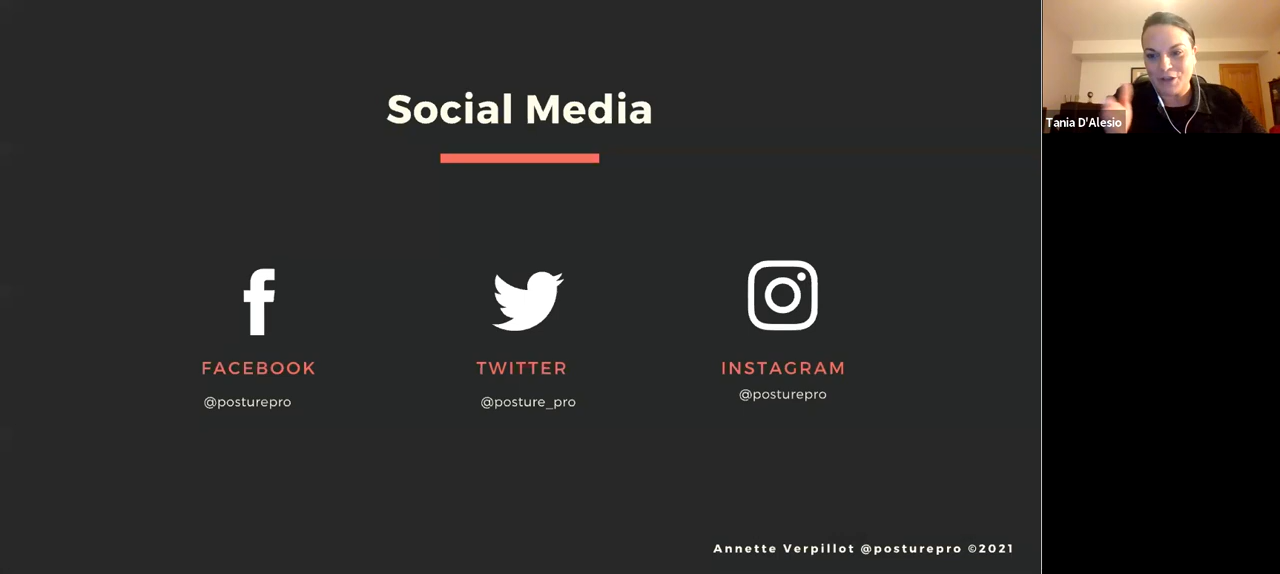 Social Media
FACEBOOK
@posturepro
TWITTER
@posture_pro
INSTAGRAM
@posturepro
Annette Verpillot @posturepro ©2021
Tania D'Alesio